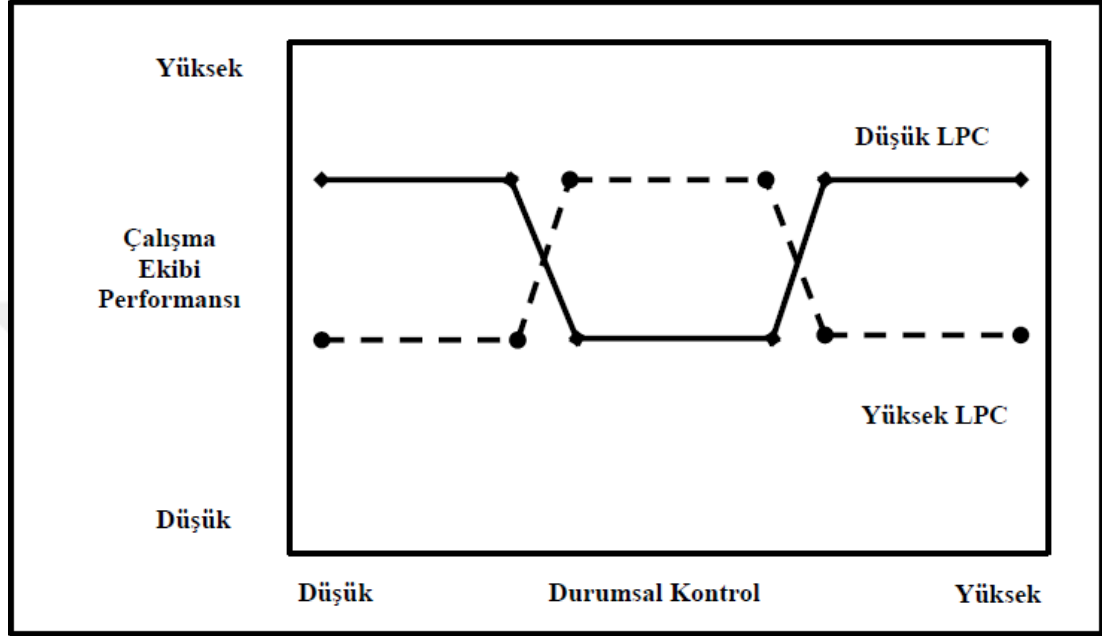 Yüksek
Düşük LPC
Çalışma
Ekibi
Performansı
Yüksek LPC
Düşük
Düşük
Durumsal Kontrol
Yüksek